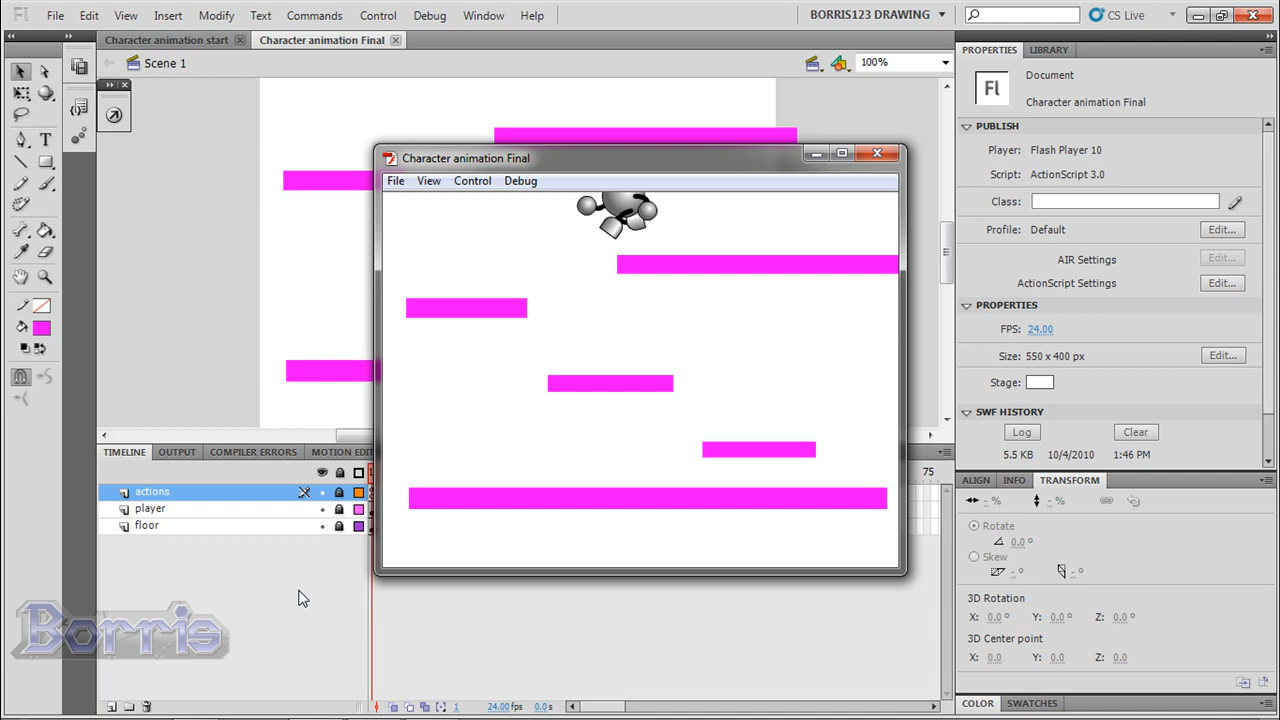 Fl File Edit View Insert Modify Text Commands Control Debug Window Help BORRIS123 DRAWING CS Live
Character animation start Character animation Final
Scene 1 100%
Character animation Final
File View Control Debug
PROPERTIES LIBRARY
Fl Document
Character animation Final
PUBLISH
Player: Flash Player 10
Script: ActionScript 3.0
Class:
Profile: Default Edit...
AIR Settings Edit...
ActionScript Settings Edit...
PROPERTIES
FPS: 24.00
Size: 550 x 400 px Edit...
Stage:
SWF HISTORY
Log Clear
5.5 KB 10/4/2010 1:46 PM
ALIGN INFO TRANSFORM
- % - %
Rotate
0.0 °
Skew
- ° - °
3D Rotation
X: 0.0 ° Y: 0.0 ° Z: 0.0 °
3D Center point
X: 0.0 Y: 0.0 Z: 0.0
COLOR SWATCHES
TIMELINE OUTPUT COMPILER ERRORS MOTION EDI
1 75
actions
player
floor
Borris
1 24.00 fps 0.0 s